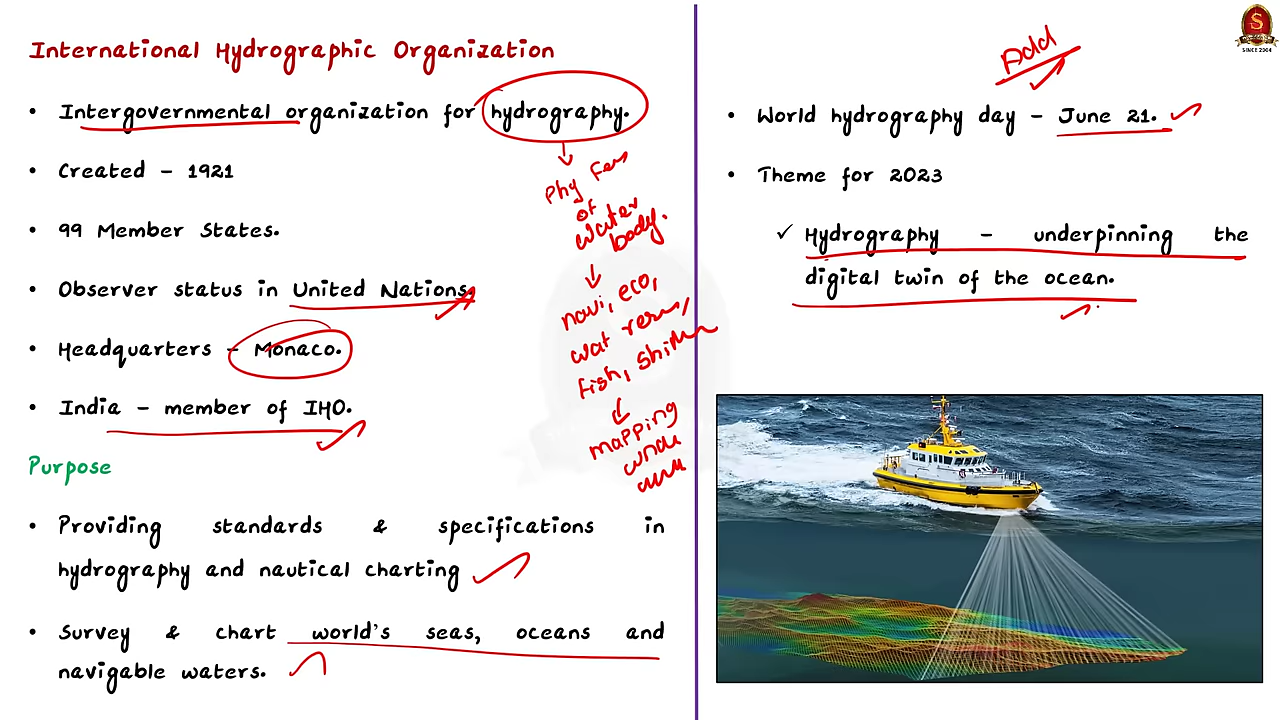 International Hydrographic Organization
• Intergovernmental organization for hydrography.
• Created - 1921
• 99 Member States.
• Observer status in United Nations.
• Headquarters - Monaco.
• India - member of IHO.
Purpose
• Providing standards & specifications in
hydrography and nautical charting
• Survey & chart world's seas, oceans and
navigable waters.
phy
of
water
body.
navi, eco,
wat
fish,
mapping
Add
• World hydrography day - June 21.
• Theme for 2023
✓ Hydrography - underpinning the
digital twin of the ocean.
S
SINCE 2004